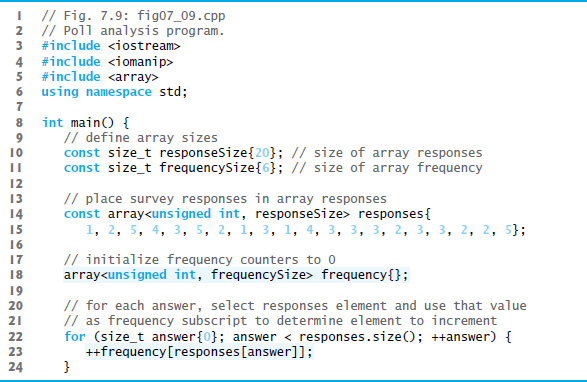 1 // Fig. 7.9: fig07_09.cpp
2 // Poll analysis program.
3 #include <iostream>
4 #include <iomanip>
5 #include <array>
6 using namespace std;
7
8 int main() {
9 // define array sizes
10 const size_t responseSize{20}; // size of array responses
11 const size_t frequencySize{6}; // size of array frequency
12
13 // place survey responses in array responses
14 const array<unsigned int, responseSize> responses{
15 1, 2, 5, 4, 3, 5, 2, 1, 3, 1, 4, 3, 3, 3, 2, 3, 3, 2, 2, 5};
16
17 // initialize frequency counters to 0
18 array<unsigned int, frequencySize> frequency{};
19
20 // for each answer, select responses element and use that value
21 // as frequency subscript to determine element to increment
22 for (size_t answer{0}; answer < responses.size(); ++answer) {
23 ++frequency[responses[answer]];
24 }